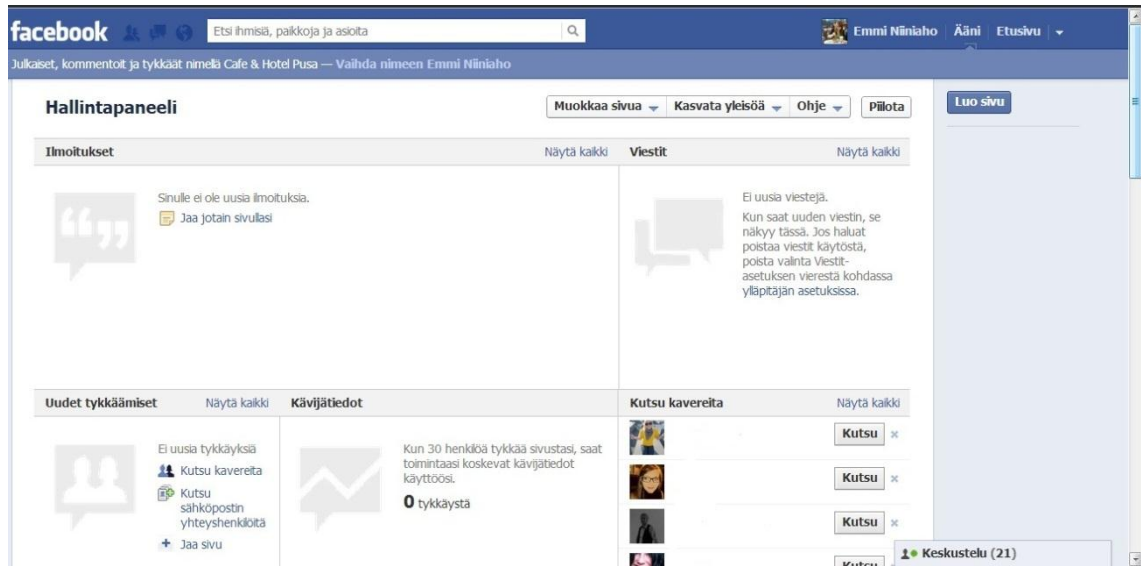 facebook Etsi ihmisiä, paikkoja ja asioita Emmi Niiniaho Ääni Etusivu
Julkaiset, kommentoit ja tykkäät nimellä Cafe & Hotel Pusa — Vaihda nimeen Emmi Niiniaho
Hallintapaneeli Muokkaa sivua Kasvata yleisöä Ohje Piilota Luo sivu
Ilmoitukset Näytä kaikki
Sinulle ei ole uusia ilmoituksia.
Jaa jotain sivullasi
Viestit Näytä kaikki
Ei uusia viestejä.
Kun saat uuden viestin, se
näkyy tässä. Jos haluat
poistaa viestit käytöstä,
poista valinta Viestit-
asetuksen vierestä kohdassa
ylläpitäjän asetuksissa.
Uudet tykkäämiset Näytä kaikki
Ei uusia tykkäyksiä
Kutsu kavereita
Kutsu
sähköpostin
yhteyshenkilöitä
+ Jaa sivu
Kävijätiedot
Kun 30 henkilöä tykkää sivustasi, saat
toimintaasi koskevat kävijätiedot
käyttöösi.
0 tykkäystä
Kutsu kavereita Näytä kaikki
Kutsu ×
Kutsu ×
Kutsu ×
Kutsu
Keskustelu (21)